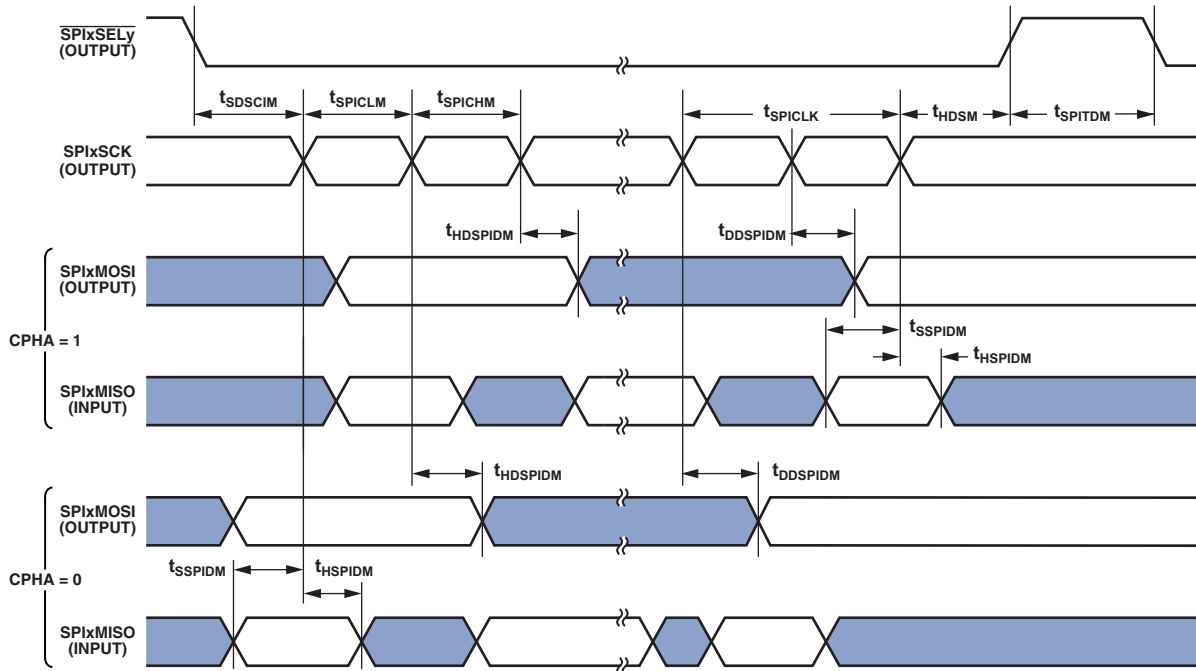 SPIxSELy
(OUTPUT)
tSDSCIM
tSPICLM
tSPICHM
tSPICLK
tHDSM
tSPITDM
SPIxSCK
(OUTPUT)
tHDSPIDM
tDDSPIDM
CPHA = 1
SPIxMOSI
(OUTPUT)
tSSPIDM
tHSPIDM
SPIxMISO
(INPUT)
tHDSPIDM
tDDSPIDM
CPHA = 0
SPIxMOSI
(OUTPUT)
tSSPIDM
tHSPIDM
SPIxMISO
(INPUT)